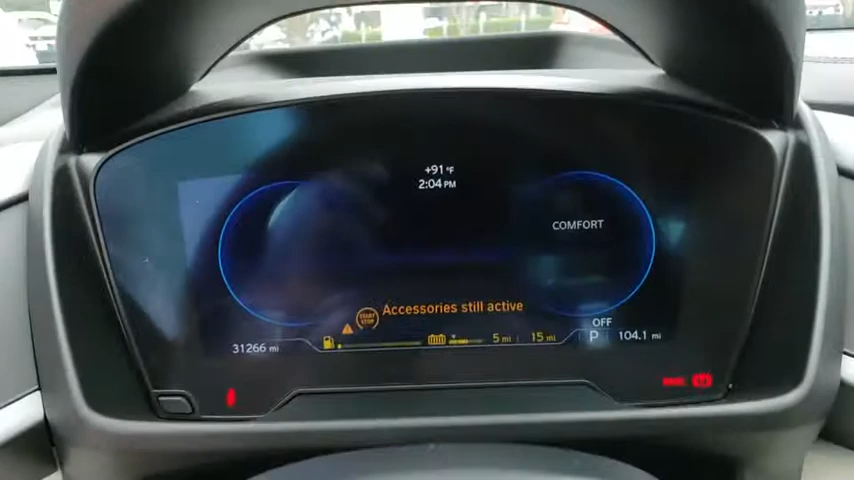 +91 °F
2:04 PM
COMFORT
Accessories still active
START STOP
OFF
31266 mi
5 mi
15 mi
P
104.1 mi